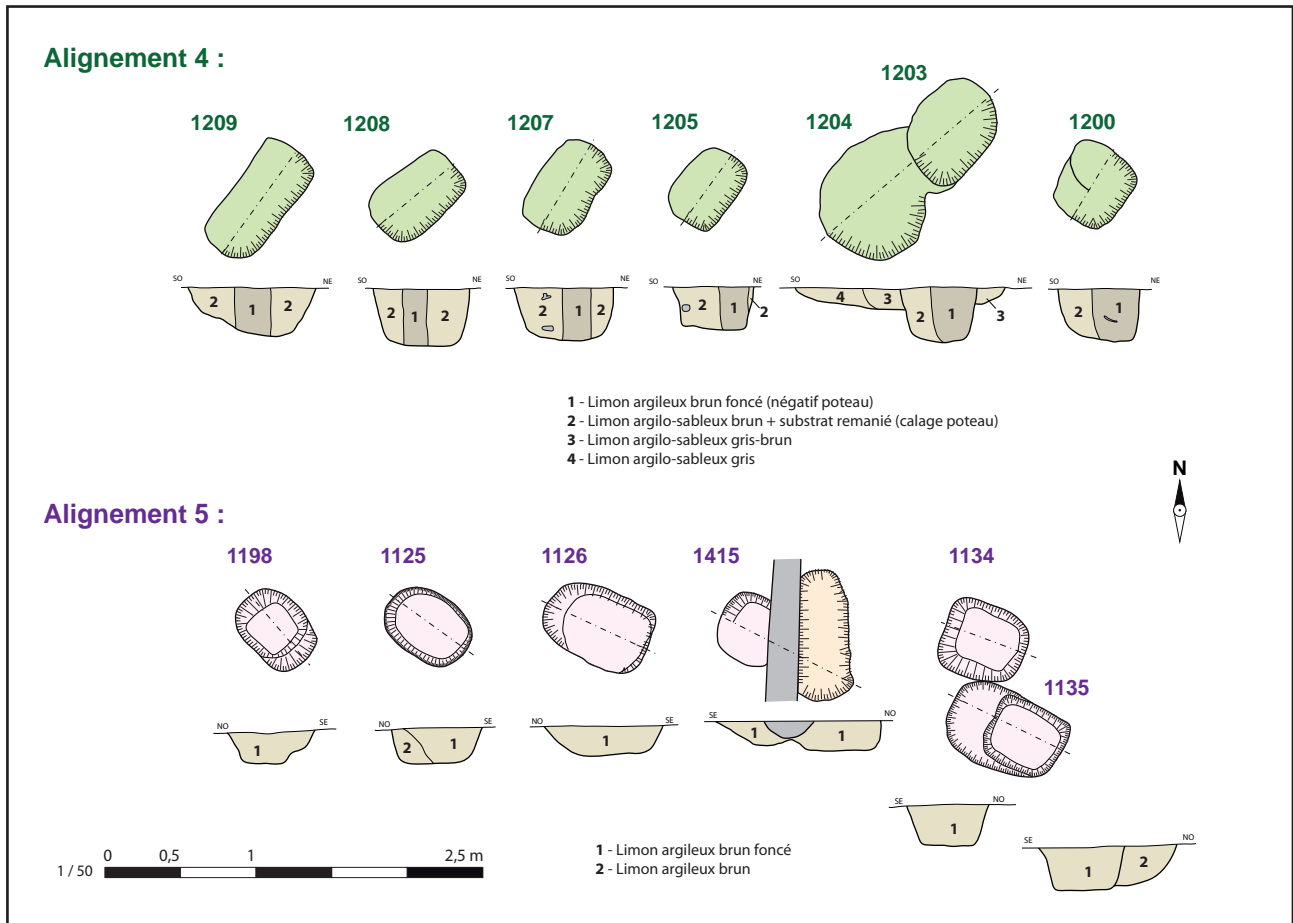 Alignement 4 :
1203
1209
1208
1207
1205
1204
1200
SO NE
SO NE
SO NE
SO NE
SO NE
SO NE
2 1 2
2 1 2
2 1 2
2 1 2
4 3 2 1 3
2 1
1 - Limon argileux brun foncé (négatif poteau)
2 - Limon argilo-sableux brun + substrat remanié (calage poteau)
3 - Limon argilo-sableux gris-brun
4 - Limon argilo-sableux gris
N
Alignement 5 :
1198
1125
1126
1415
1134
1135
NO SE
NO SE
NO SE
SE NO
1
2 1
1
1 1
SE NO
1
SE NO
1 2
1 / 50
0 0,5 1 2,5 m
1 - Limon argileux brun foncé
2 - Limon argileux brun